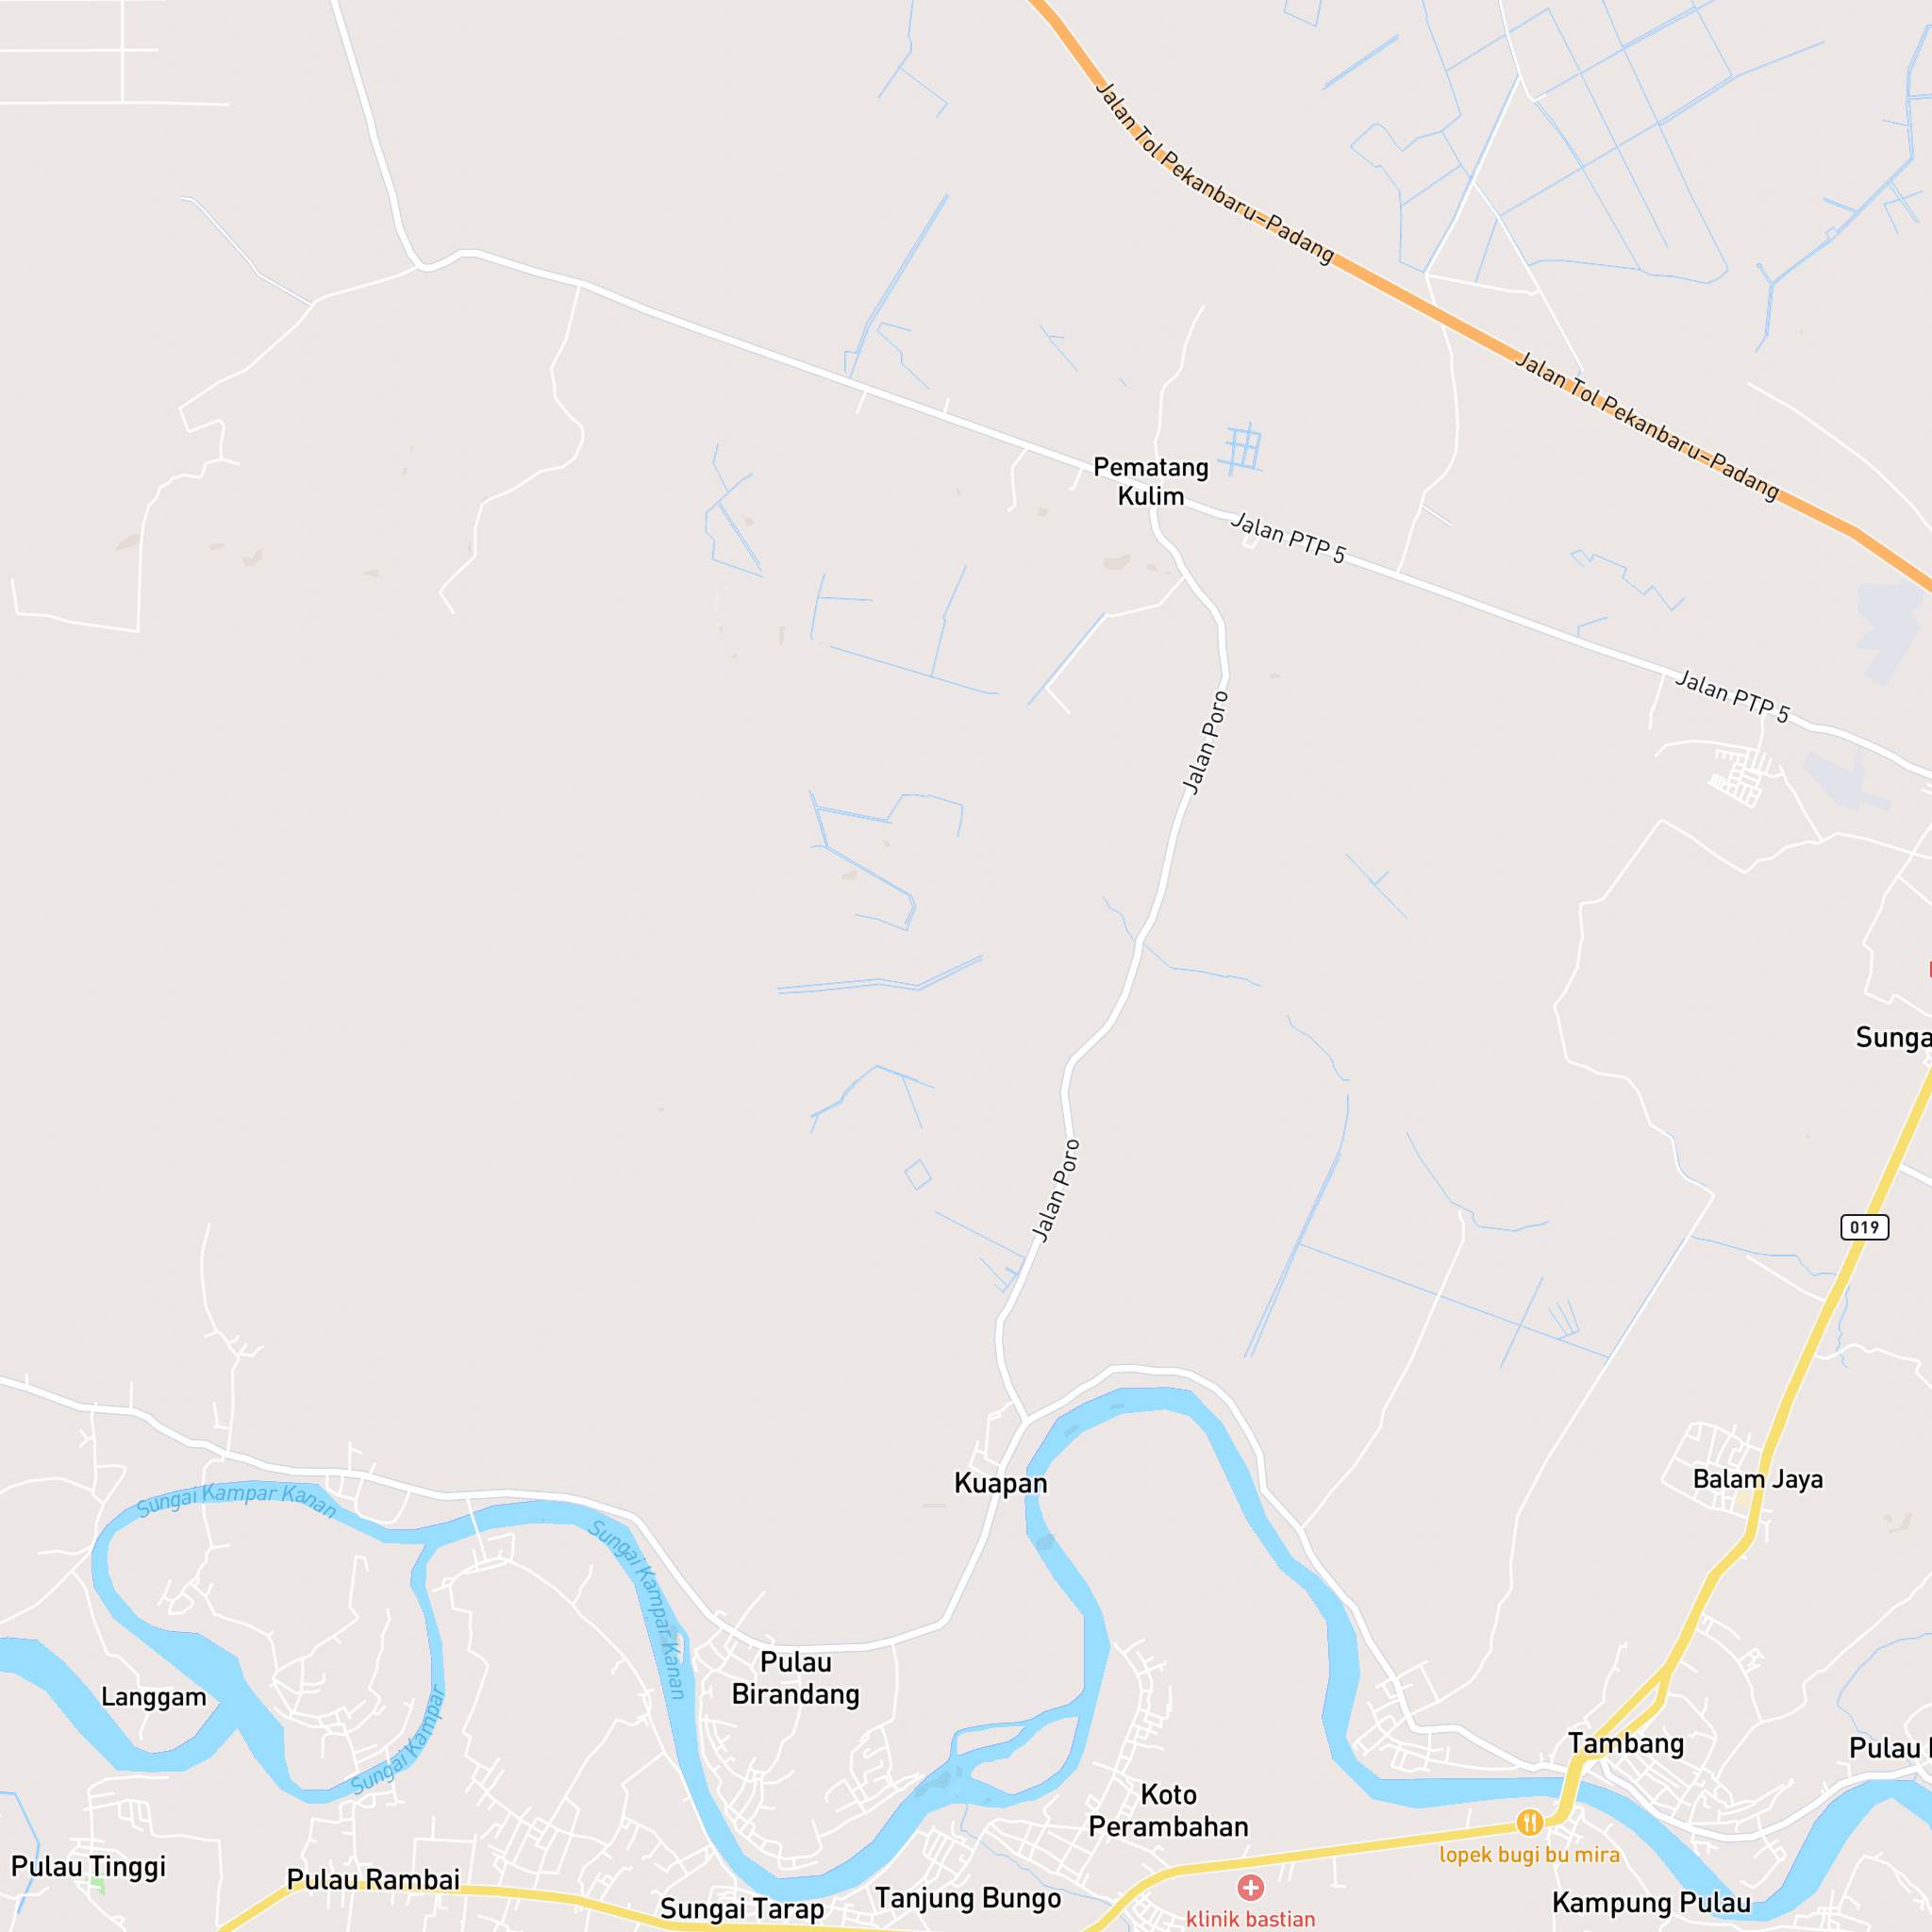 Jalan Tol Pekanbaru-Padang
Jalan Tol Pekanbaru-Padang
Pematang
Kulim
Jalan PTP 5
Jalan PTP 5
Jalan Poro
Sunga
Jalan Poro
019
Kuapan
Balam Jaya
Sungai Kampar Kanan
Sungai Kampar Kanan
Pulau
Birandang
Langgam
Sungai Kampar
Tambang
Pulau
Koto
Perambahan
lopek bugi bu mira
Pulau Tinggi
Pulau Rambai
Sungai Tarap
Tanjung Bungo
klinik bastian
Kampung Pulau